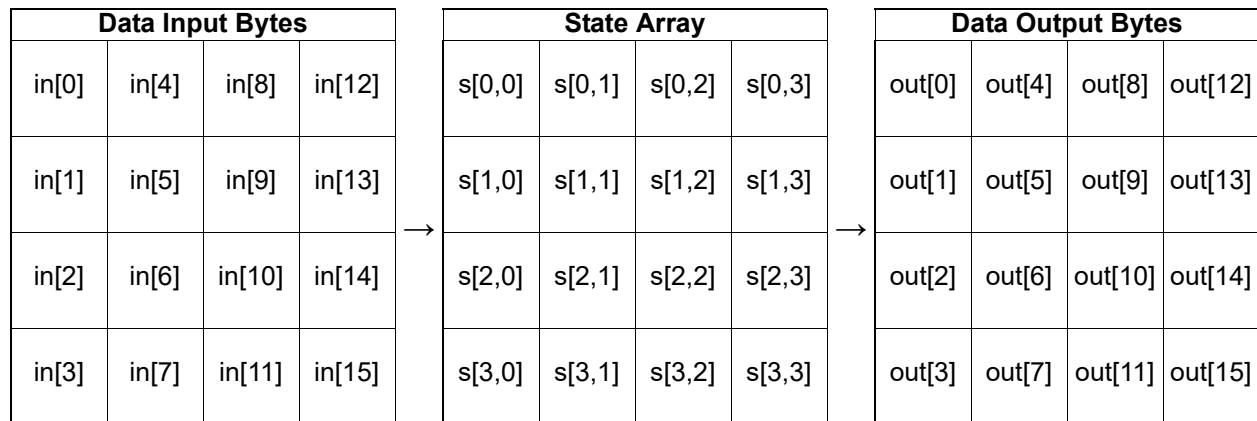 Data Input Bytes State Array Data Output Bytes
in[0] in[4] in[8] in[12] s[0,0] s[0,1] s[0,2] s[0,3] out[0] out[4] out[8] out[12]
in[1] in[5] in[9] in[13] s[1,0] s[1,1] s[1,2] s[1,3] out[1] out[5] out[9] out[13]
→ →
in[2] in[6] in[10] in[14] s[2,0] s[2,1] s[2,2] s[2,3] out[2] out[6] out[10] out[14]
in[3] in[7] in[11] in[15] s[3,0] s[3,1] s[3,2] s[3,3] out[3] out[7] out[11] out[15]